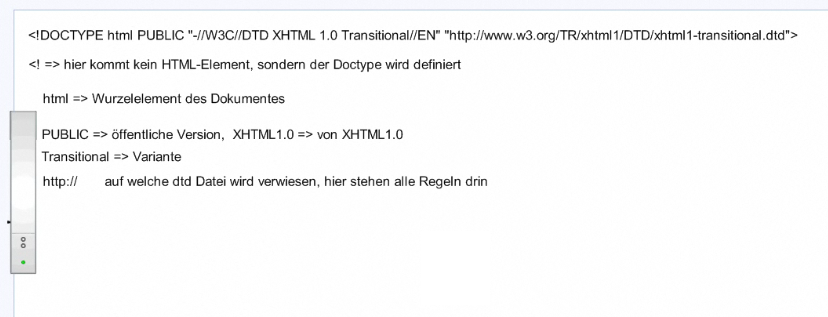 <!DOCTYPE html PUBLIC "-//W3C//DTD XHTML 1.0 Transitional//EN" "http://www.w3.org/TR/xhtml1/DTD/xhtml1-transitional.dtd">
<! => hier kommt kein HTML-Element, sondern der Doctype wird definiert
html => Wurzelelement des Dokumentes
PUBLIC => öffentliche Version, XHTML1.0 => von XHTML1.0
Transitional => Variante
http:// auf welche dtd Datei wird verwiesen, hier stehen alle Regeln drin